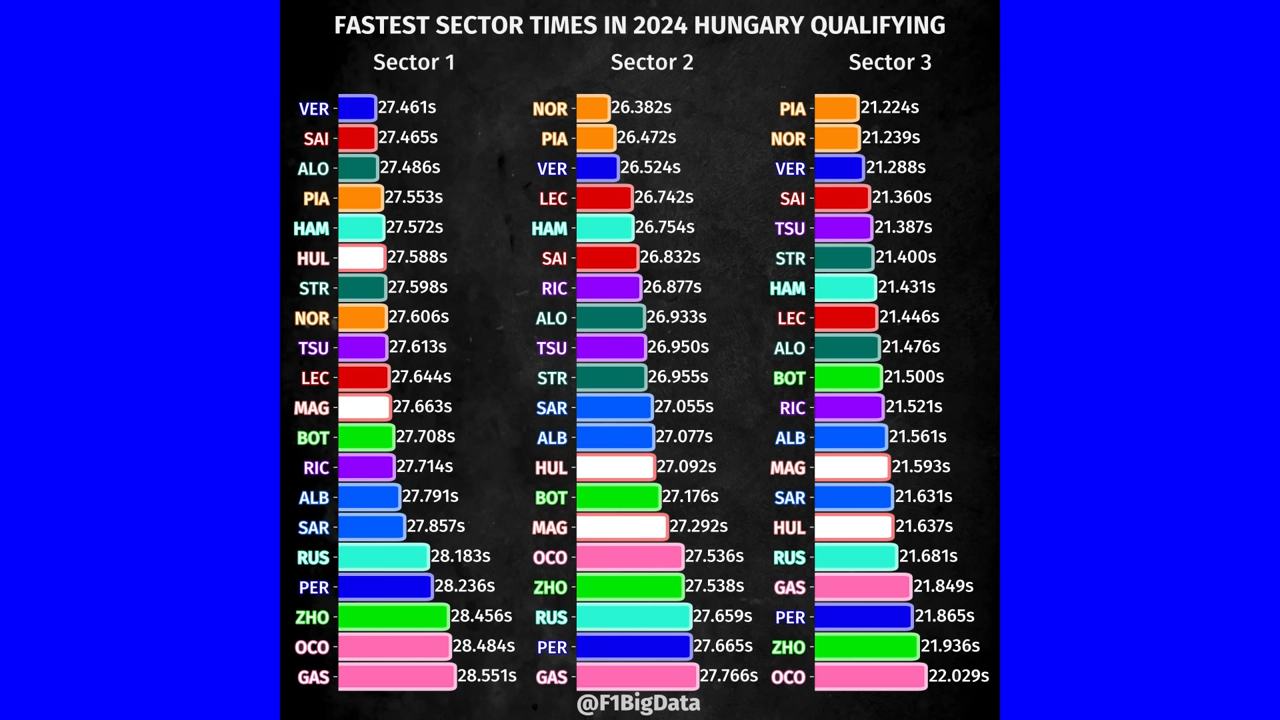 FASTEST SECTOR TIMES IN 2024 HUNGARY QUALIFYING
Sector 1 Sector 2 Sector 3
VER 27.461s NOR 26.382s PIA 21.224s
SAI 27.465s PIA 26.472s NOR 21.239s
ALO 27.486s VER 26.524s VER 21.288s
PIA 27.553s LEC 26.742s SAI 21.360s
HAM 27.572s HAM 26.754s TSU 21.387s
HUL 27.588s SAI 26.832s STR 21.400s
STR 27.598s RIC 26.877s HAM 21.431s
NOR 27.606s ALO 26.933s LEC 21.446s
TSU 27.613s TSU 26.950s ALO 21.476s
LEC 27.644s STR 26.955s BOT 21.500s
MAG 27.663s SAR 27.055s RIC 21.521s
BOT 27.708s ALB 27.077s ALB 21.561s
RIC 27.714s HUL 27.092s MAG 21.593s
ALB 27.791s BOT 27.176s SAR 21.631s
SAR 27.857s MAG 27.292s HUL 21.637s
RUS 28.183s OCO 27.536s RUS 21.681s
PER 28.236s ZHO 27.538s GAS 21.849s
ZHO 28.456s RUS 27.659s PER 21.865s
OCO 28.484s PER 27.665s ZHO 21.936s
GAS 28.551s GAS 27.766s OCO 22.029s
@F1BigData